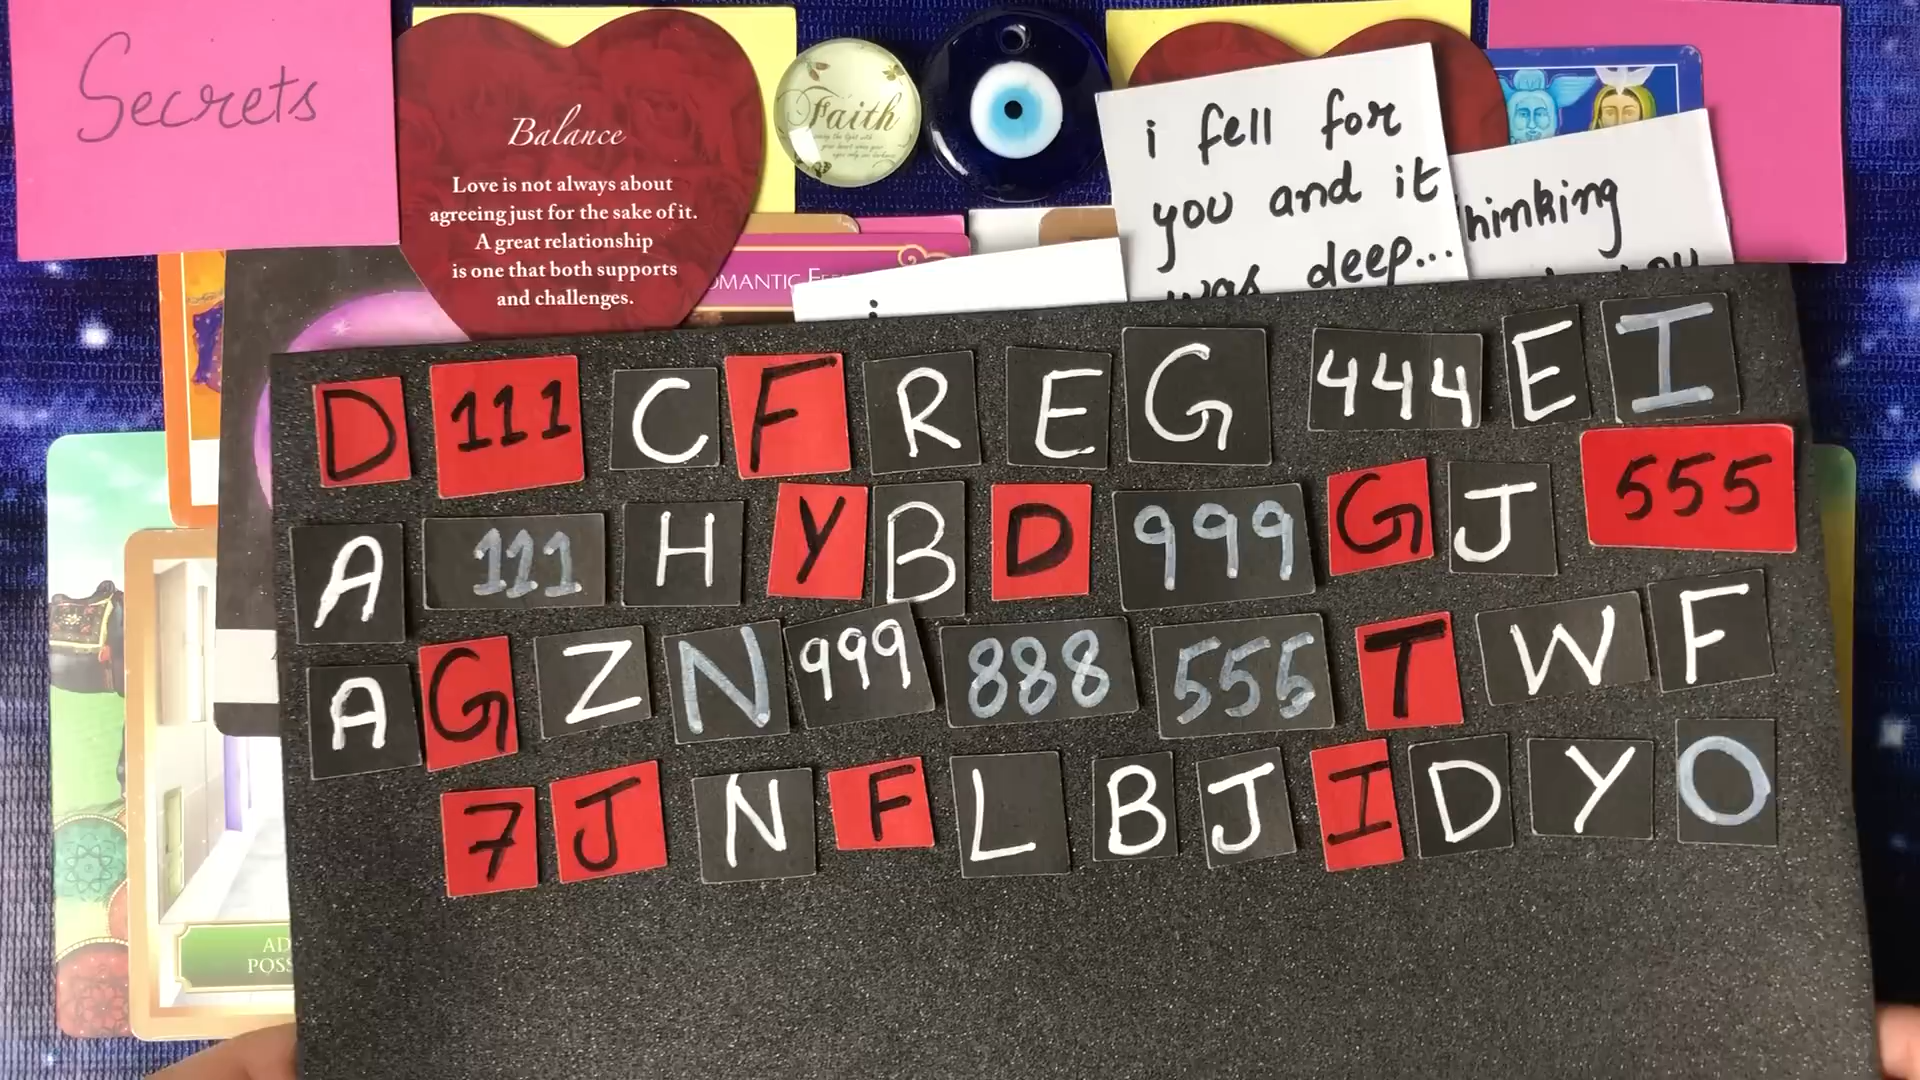 Secrets
Balance
Love is not always about
agreeing just for the sake of it.
A great relationship
is one that both supports
and challenges.
Faith
i fell for
you and it
was deep...
i
D 111 C F R E G 444 E I
A 111 H Y B D 999 G J 555
A G Z N 999 888 555 T W F
7 J N F L B J I D Y O